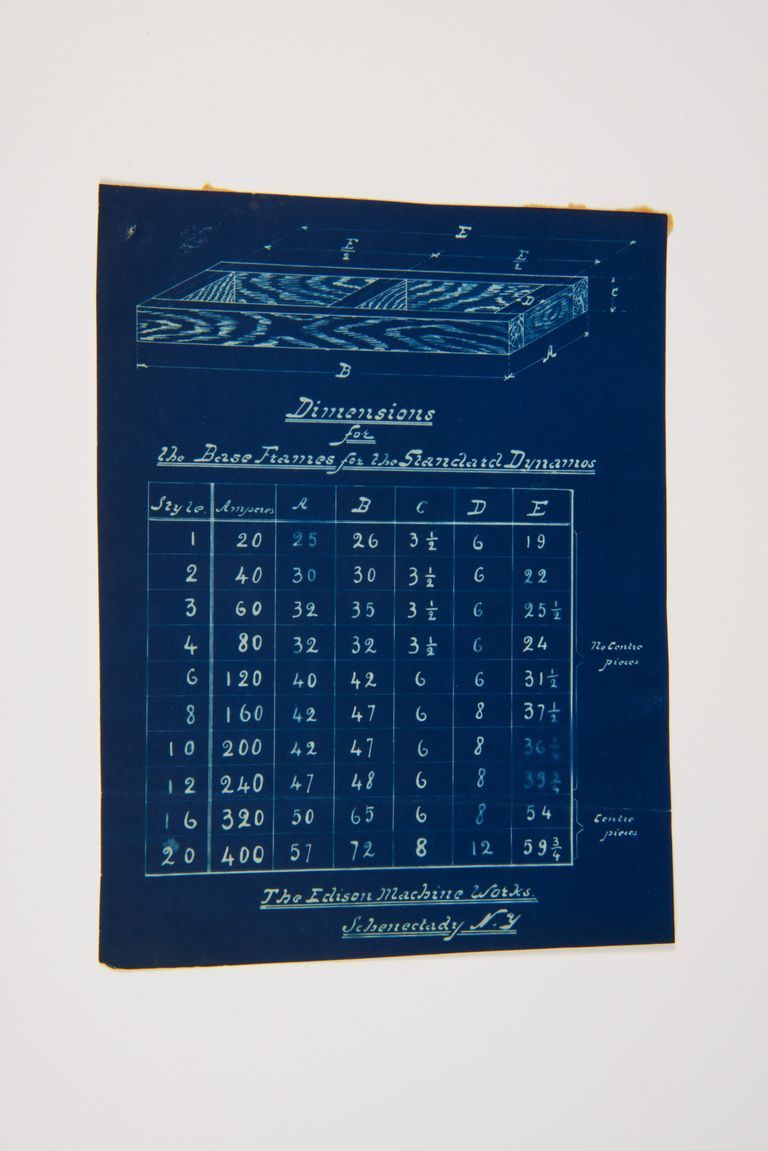 E
E/2 E/2
D C
A
B
Dimensions
for
the Base Frames for the Standard Dynamos
Style Amperes A B C D E
1 20 25 26 3 1/2 6 19
2 40 30 30 3 1/2 6 22
3 60 32 35 3 1/2 6 25 1/2
4 80 32 32 3 1/2 6 24
6 120 40 42 6 6 31 1/2
8 160 42 47 6 8 37 1/2
10 200 42 47 6 8
12 240 47 48 6 8
16 320 50 65 6 8 54
20 400 57 72 8 12 59 3/4
No Centre
pieces
Centre
pieces
The Edison Machine Works.
Schenectady N.Y